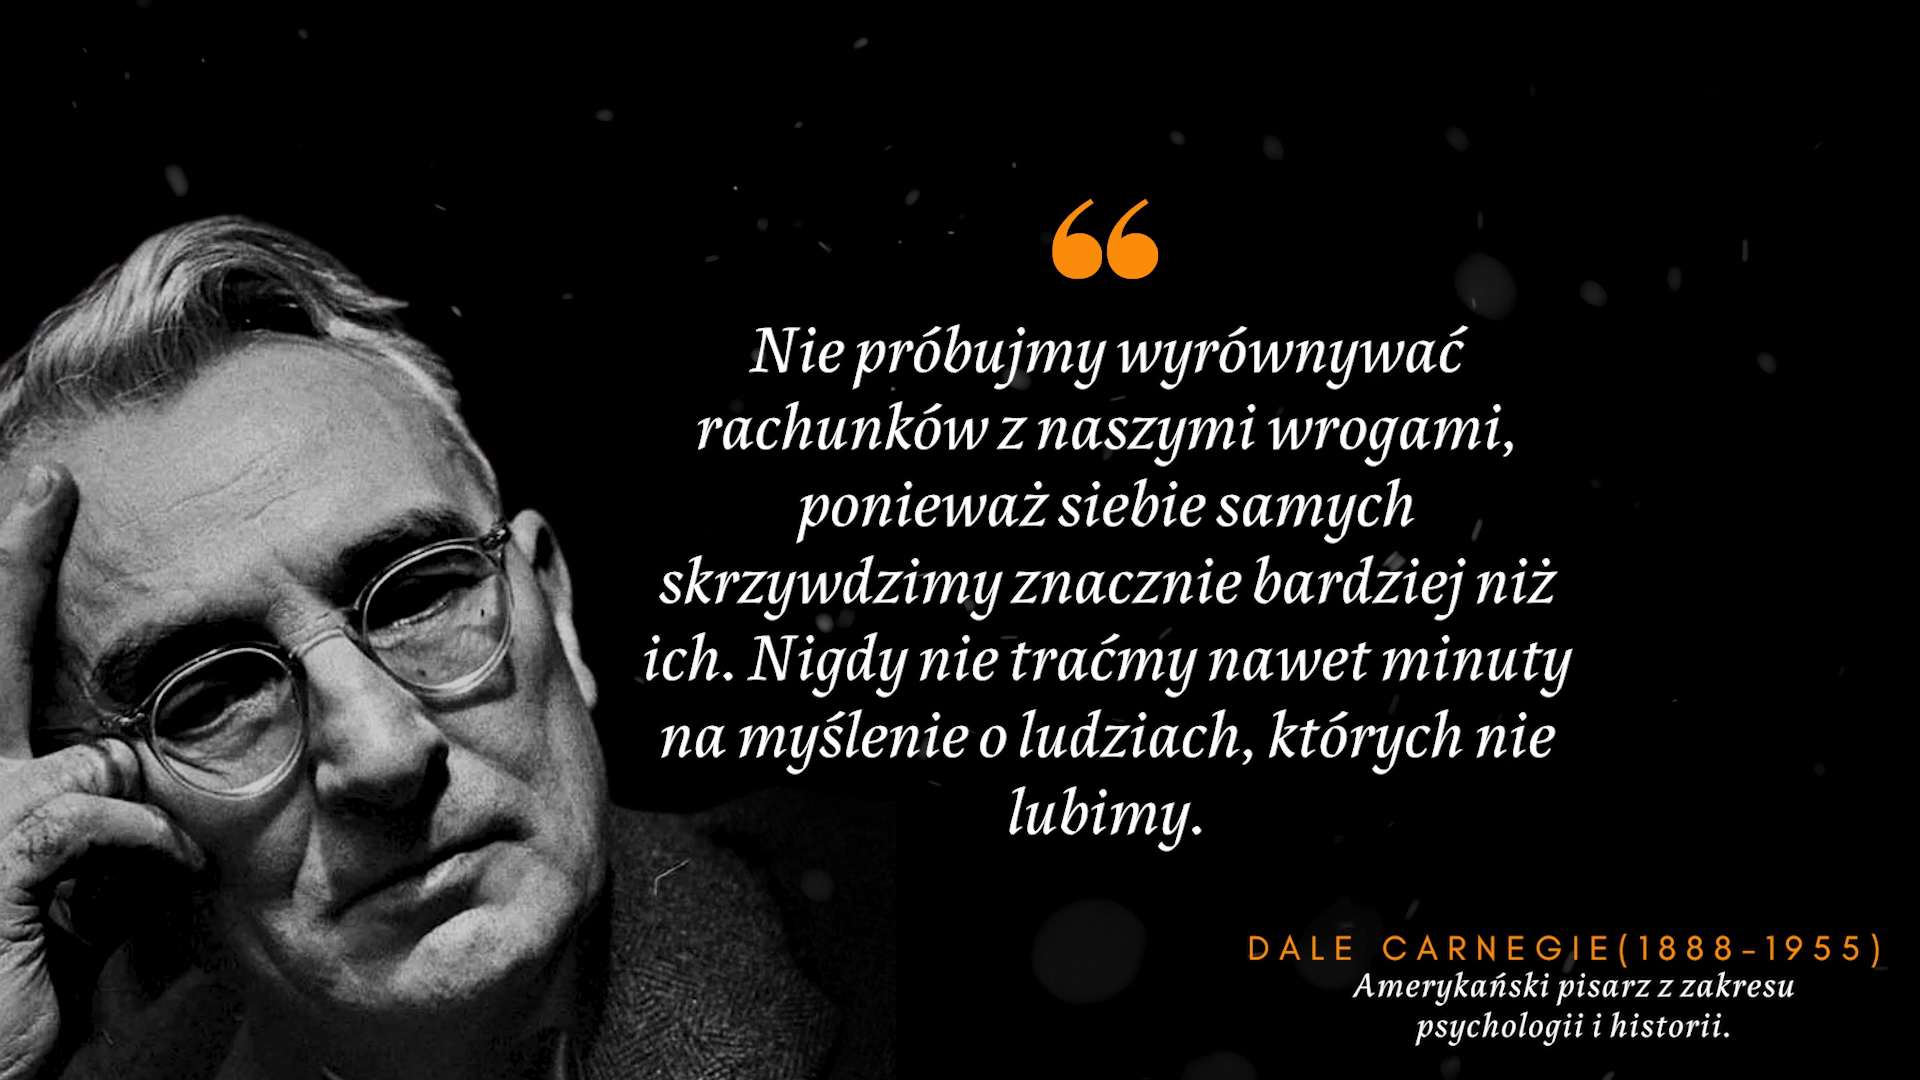 Nie próbujmy wyrównywać
rachunków z naszymi wrogami,
ponieważ siebie samych
skrzywdzimy znacznie bardziej niż
ich. Nigdy nie traćmy nawet minuty
na myślenie o ludziach, których nie
lubimy.
DALE CARNEGIE(1888-1955)
Amerykański pisarz z zakresu
psychologii i historii.